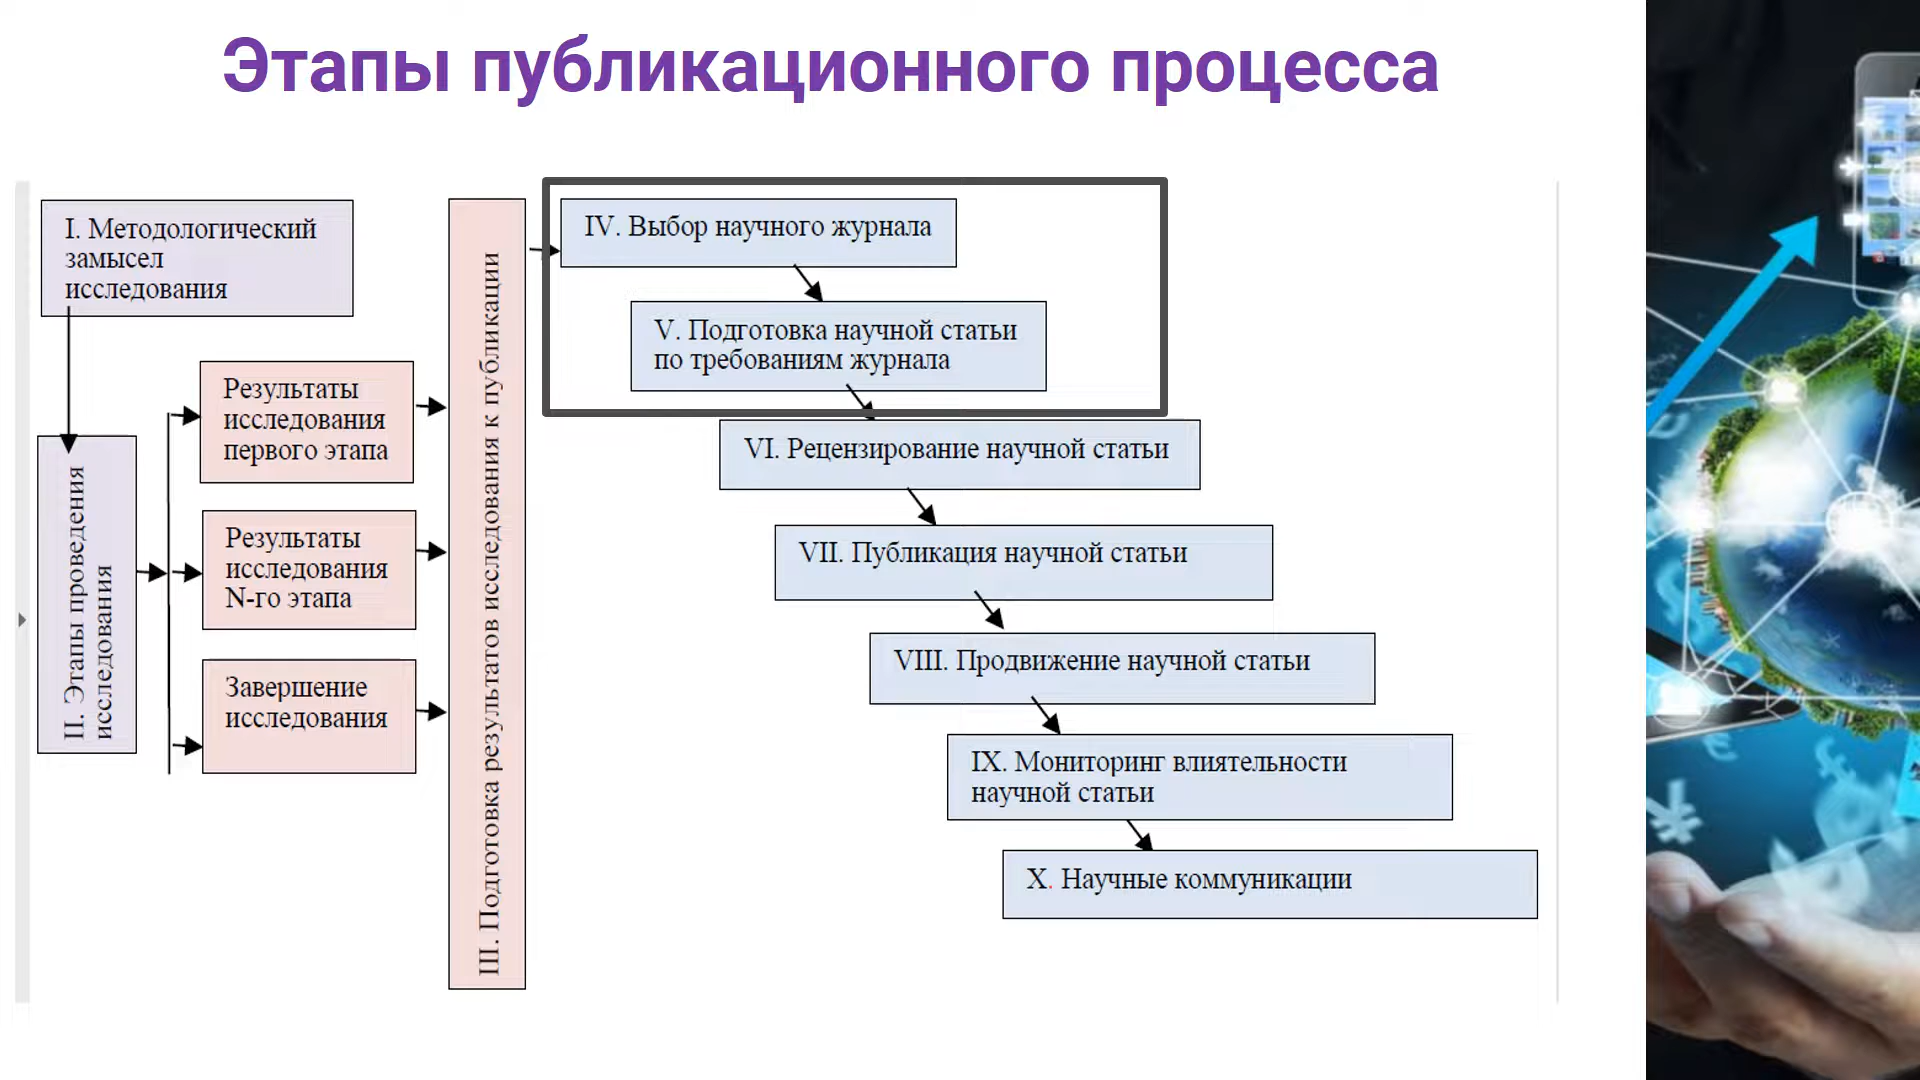 Этапы публикационного процесса
I. Методологический
замысел
исследования
II. Этапы проведения
исследования
Результаты
исследования
первого этапа
Результаты
исследования
N-го этапа
Завершение
исследования
III. Подготовка результатов исследования к публикации
IV. Выбор научного журнала
V. Подготовка научной статьи
по требованиям журнала
VI. Рецензирование научной статьи
VII. Публикация научной статьи
VIII. Продвижение научной статьи
IX. Мониторинг влиятельности
научной статьи
X. Научные коммуникации